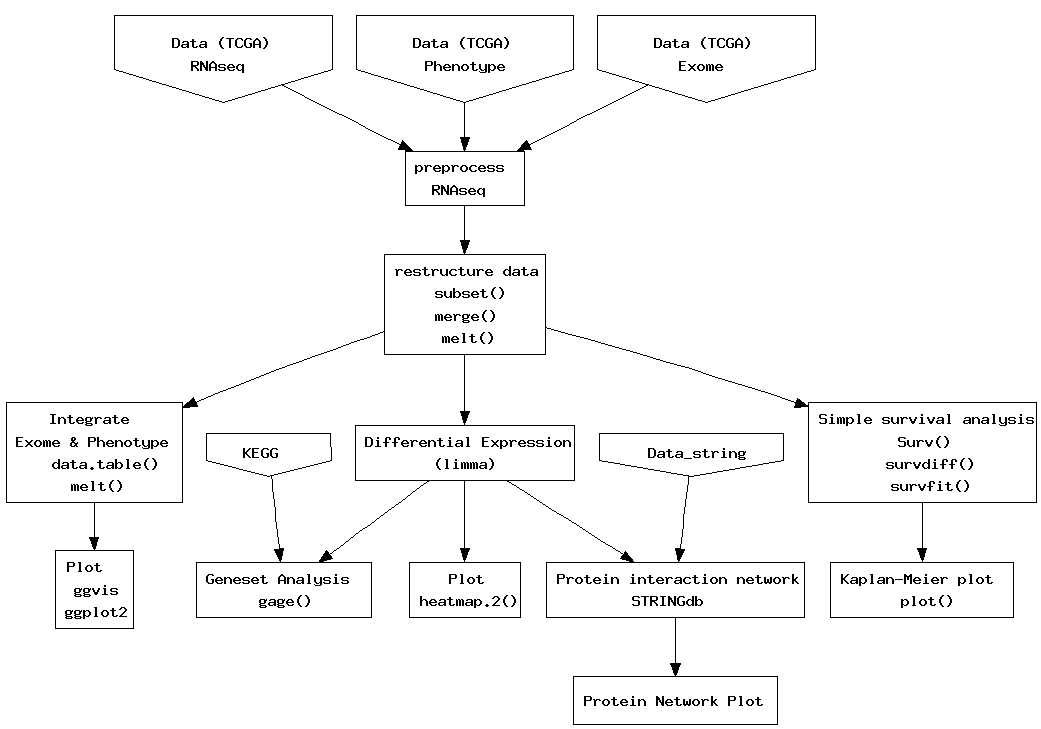 Data (TCGA)
RNAseq
Data (TCGA)
Phenotype
Data (TCGA)
Exome
preprocess
RNAseq
restructure data
subset()
merge()
melt()
Integrate
Exome & Phenotype
data.table()
melt()
KEGG
Differential Expression
(limma)
Data_string
Simple survival analysis
Surv()
survdiff()
survfit()
Plot
ggvis
ggplot2
Geneset Analysis
gage()
Plot
heatmap.2()
Protein interaction network
STRINGdb
Kaplan-Meier plot
plot()
Protein Network Plot